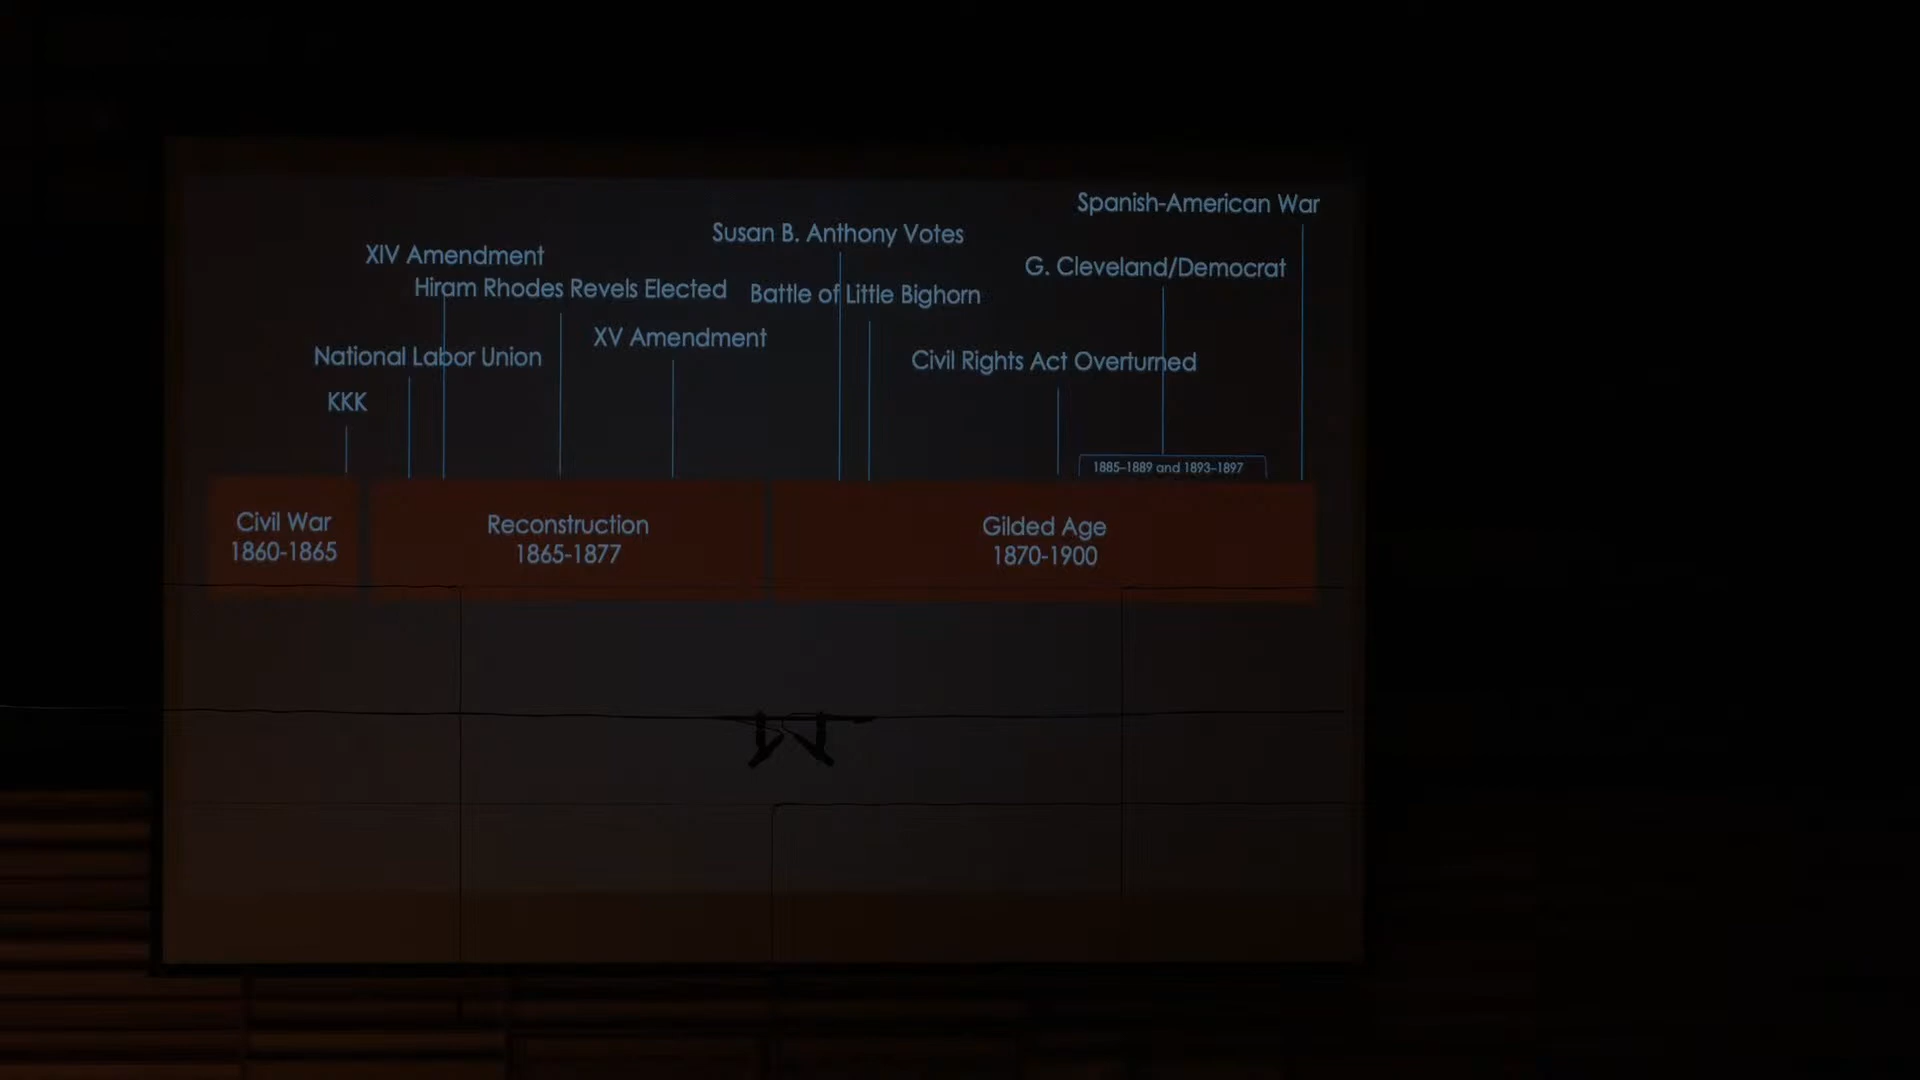 Spanish-American War
Susan B. Anthony Votes
XIV Amendment
G. Cleveland/Democrat
Hiram Rhodes Revels Elected
Battle of Little Bighorn
XV Amendment
National Labor Union
Civil Rights Act Overturned
KKK
1885–1889 and 1893–1897
Civil War
1860-1865
Reconstruction
1865-1877
Gilded Age
1870-1900